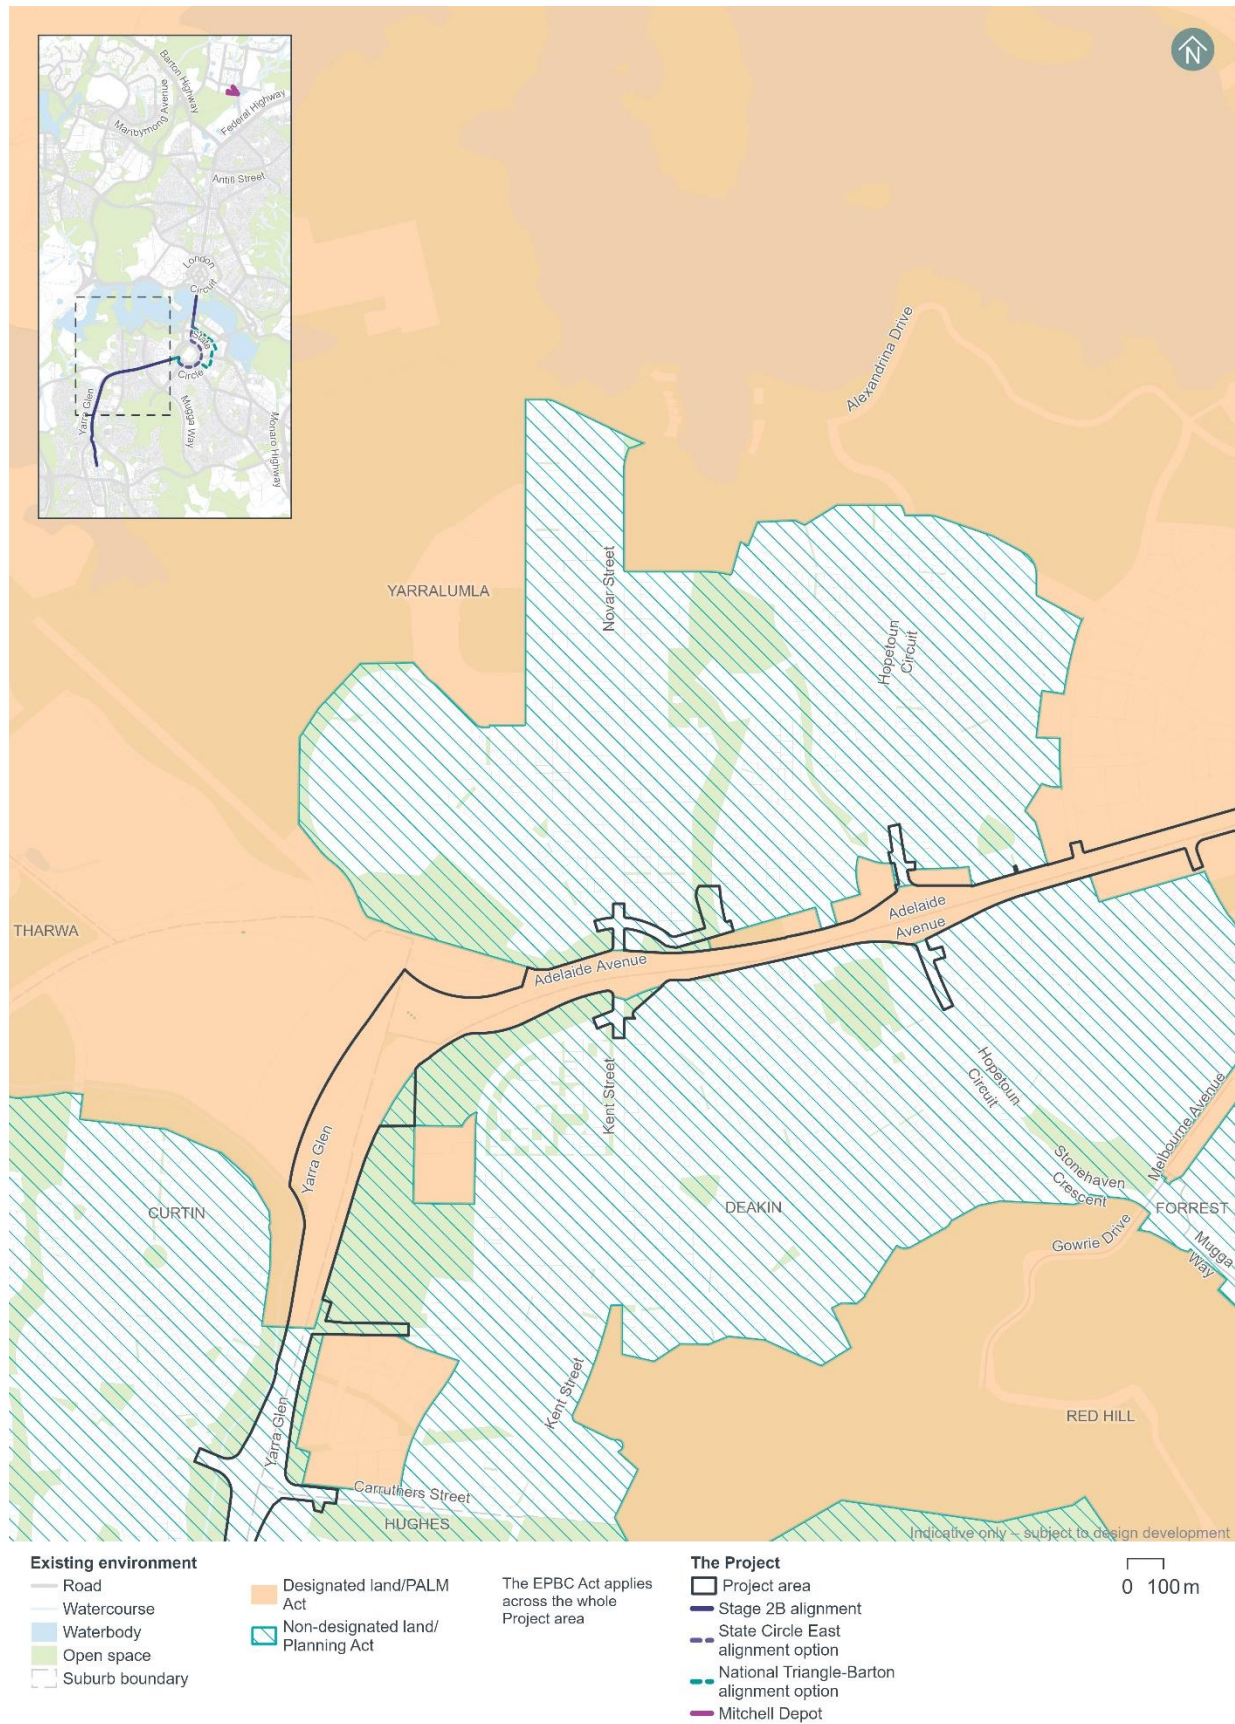 N
Barton Highway
Maribyrnong Avenue
Federal Highway
Antill Street
London
Circuit
State
Circle
Yarra Glen
Mugga Way
Monaro Highway
Alexandrina Drive
YARRALUMLA
Novar Street
Hopetoun
Circuit
THARWA
Adelaide
Avenue
Adelaide Avenue
Kent Street
Hopetoun
Circuit
Melbourne Avenue
Yarra Glen
Stonehaven
Crescent
CURTIN
DEAKIN
FORREST
Gowrie Drive
Mugga
Way
Kent Street
RED HILL
Yarra Glen
Carruthers Street
HUGHES
Indicative only – subject to design development
Existing environment
Road
Watercourse
Waterbody
Open space
Suburb boundary
Designated land/PALM
Act
Non-designated land/
Planning Act
The EPBC Act applies
across the whole
Project area
The Project
Project area
Stage 2B alignment
State Circle East
alignment option
National Triangle-Barton
alignment option
Mitchell Depot
0 100 m